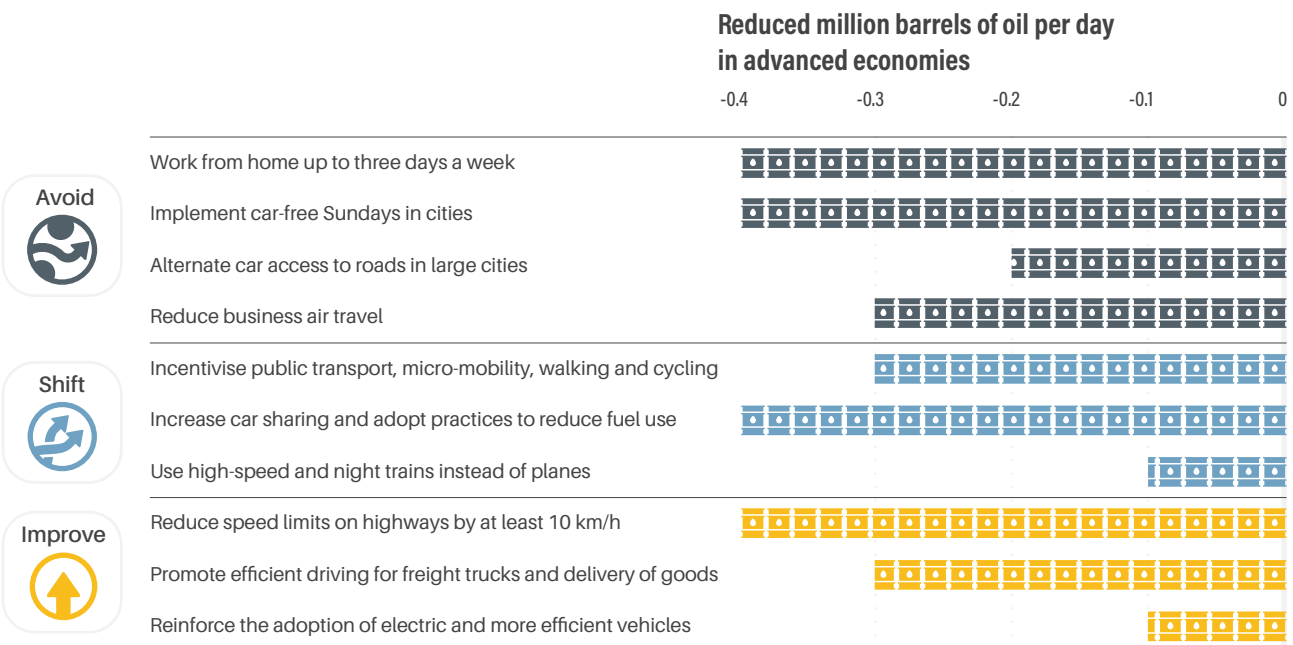 Reduced million barrels of oil per day
in advanced economies
-0.4 -0.3 -0.2 -0.1 0
Avoid
Work from home up to three days a week
Implement car-free Sundays in cities
Alternate car access to roads in large cities
Reduce business air travel
Shift
Incentivise public transport, micro-mobility, walking and cycling
Increase car sharing and adopt practices to reduce fuel use
Use high-speed and night trains instead of planes
Improve
Reduce speed limits on highways by at least 10 km/h
Promote efficient driving for freight trucks and delivery of goods
Reinforce the adoption of electric and more efficient vehicles